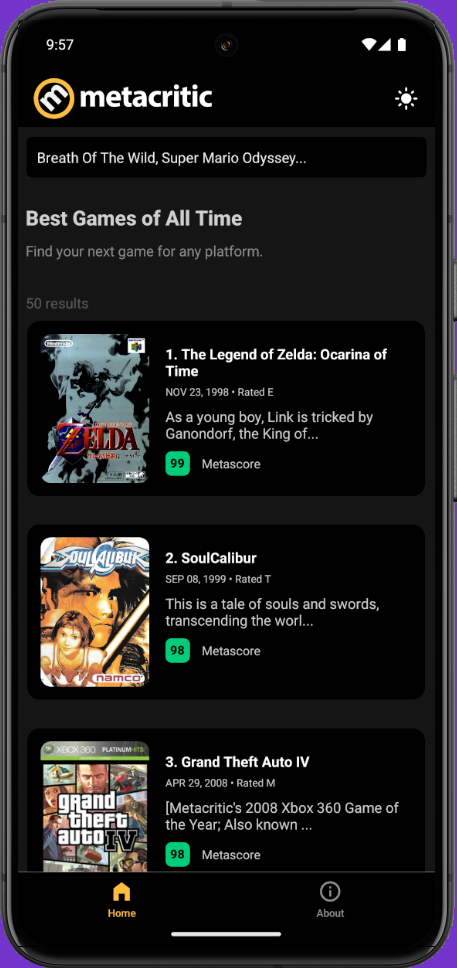 9:57
metacritic
Breath Of The Wild, Super Mario Odyssey...
Best Games of All Time
Find your next game for any platform.
50 results
Nintendo
ZELDA
1. The Legend of Zelda: Ocarina of
Time
NOV 23, 1998 • Rated E
As a young boy, Link is tricked by
Ganondorf, the King of...
99 Metascore
SOULCALIBUR
namco
2. SoulCalibur
SEP 08, 1999 • Rated T
This is a tale of souls and swords,
transcending the worl...
98 Metascore
XBOX 360 PLATINUM HITS
grand
theft
auto IV
3. Grand Theft Auto IV
APR 29, 2008 • Rated M
[Metacritic's 2008 Xbox 360 Game of
the Year; Also known ...
98 Metascore
Home About